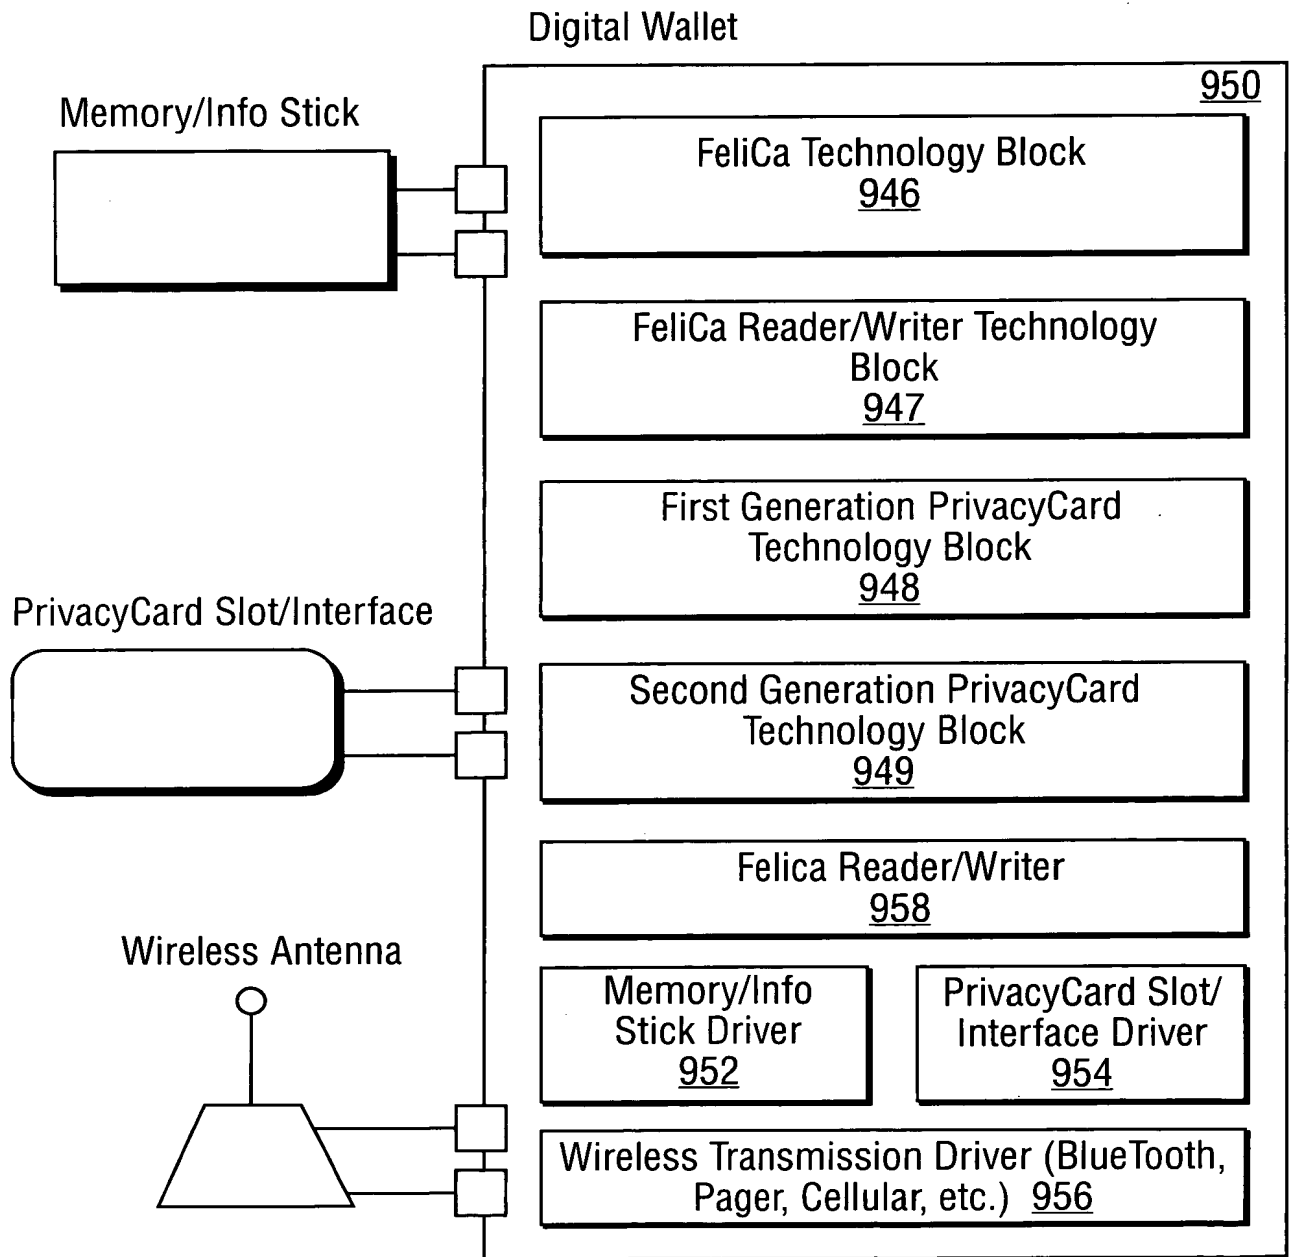 Digital Wallet
950
Memory/Info Stick
FeliCa Technology Block
946
FeliCa Reader/Writer Technology
Block
947
First Generation PrivacyCard
Technology Block
948
PrivacyCard Slot/Interface
Second Generation PrivacyCard
Technology Block
949
Felica Reader/Writer
958
Wireless Antenna
Memory/Info
Stick Driver
952
PrivacyCard Slot/
Interface Driver
954
Wireless Transmission Driver (BlueTooth,
Pager, Cellular, etc.) 956